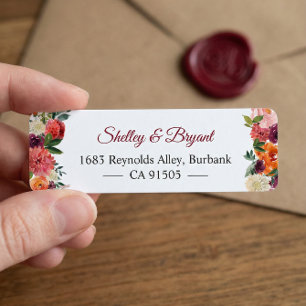 Shelley & Bryant
1683 Reynolds Alley, Burbank
CA 91505